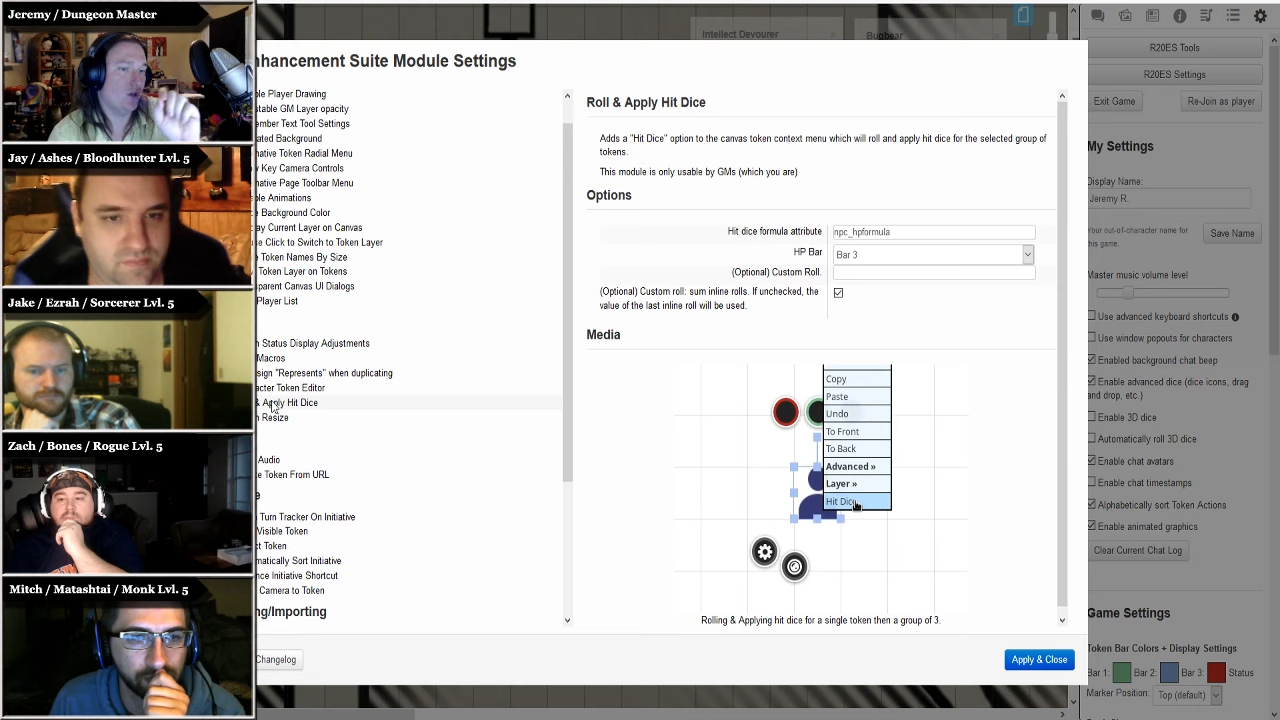 Jeremy / Dungeon Master
Jay / Ashes / Bloodhunter Lvl. 5
Jake / Ezrah / Sorcerer Lvl. 5
Zach / Bones / Rogue Lvl. 5
Mitch / Matashtai / Monk Lvl. 5
Intellect Devourer
Bugbear
nhancement Suite Module Settings
ple Player Drawing
stable GM Layer opacity
ember Text Tool Settings
ated Background
native Token Radial Menu
w Key Camera Controls
native Page Toolbar Menu
le Animations
e Background Color
ay Current Layer on Canvas
se Click to Switch to Token Layer
e Token Names By Size
e Token Layer on Tokens
parent Canvas UI Dialogs
Player List
n Status Display Adjustments
Macros
sign "Represents" when duplicating
acter Token Editor
& Apply Hit Dice
n Resize
Audio
e Token From URL
e
Turn Tracker On Initiative
Visible Token
ct Token
matically Sort Initiative
nce Initiative Shortcut
Camera to Token
ng/Importing
Changelog
Roll & Apply Hit Dice
Adds a "Hit Dice" option to the canvas token context menu which will roll and apply hit dice for the selected group of
tokens.
This module is only usable by GMs (which you are)
Options
Hit dice formula attribute
npc_hpformula
HP Bar
Bar 3
(Optional) Custom Roll.
(Optional) Custom roll: sum inline rolls. If unchecked, the
value of the last inline roll will be used.
Media
Copy
Paste
Undo
To Front
To Back
Advanced »
Layer »
Hit Dice
Rolling & Applying hit dice for a single token then a group of 3.
Apply & Close
R20ES Tools
R20ES Settings
Exit Game
Re-Join as player
My Settings
Display Name:
Jeremy R.
Your out-of-character name for
this game.
Save Name
Master music volume level
Use advanced keyboard shortcuts
Use window popouts for characters
Enabled background chat beep
Enable advanced dice (dice icons, drag
and drop, etc.)
Enable 3D dice
Automatically roll 3D dice
Enable chat avatars
Enable chat timestamps
Alphabetically sort Token Actions
Enable animated graphics
Clear Current Chat Log
Game Settings
Token Bar Colors + Display Settings
Bar 1: Bar 2: Bar 3: Status
Marker Position: Top (default)